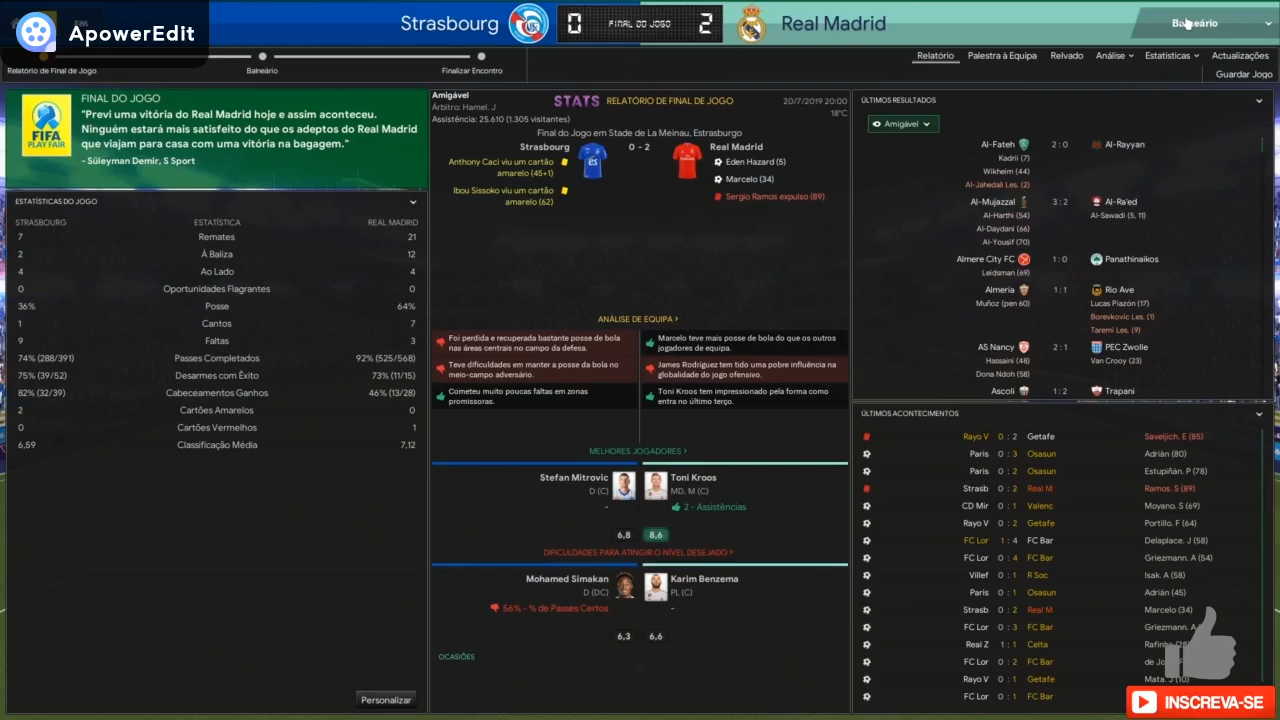 ApowerEdit
Strasbourg
0 FINAL DO JOGO 2
Real Madrid
Balneário
Relatório de Final de Jogo
Balneário
Finalizar Encontro
Relatório Palestra à Equipa Relvado Análise Estatísticas Actualizações
Guardar Jogo
FIFA
PLAY FAIR
FINAL DO JOGO
"Previ uma vitória do Real Madrid hoje e assim aconteceu.
Ninguém estará mais satisfeito do que os adeptos do Real Madrid
que viajam para casa com uma vitória na bagagem."
- Süleyman Demir, S Sport
ESTATÍSTICAS DO JOGO
STRASBOURG ESTATÍSTICA REAL MADRID
7 Remates 21
2 À Baliza 12
4 Ao Lado 4
0 Oportunidades Flagrantes 0
36% Posse 64%
1 Cantos 7
9 Faltas 3
74% (288/391) Passes Completados 92% (525/568)
75% (39/52) Desarmes com Êxito 73% (11/15)
82% (32/39) Cabeceamentos Ganhos 46% (13/28)
2 Cartões Amarelos 0
0 Cartões Vermelhos 1
6,59 Classificação Média 7,12
Personalizar
Amigável
Árbitro: Hamel. J
Assistência: 25.610 (1.305 visitantes)
STATS RELATÓRIO DE FINAL DE JOGO
20/7/2019 20:00
18°C
Final do Jogo em Stade de La Meinau, Estrasburgo
Strasbourg 0 - 2 Real Madrid
Anthony Caci viu um cartão
amarelo (45+1)
Ibou Sissoko viu um cartão
amarelo (62)
Eden Hazard (5)
Marcelo (34)
Sergio Ramos expulso (89)
ANÁLISE DE EQUIPA >
Foi perdida e recuperada bastante posse de bola
nas áreas centrais no campo da defesa.
Teve dificuldades em manter a posse da bola no
meio-campo adversário.
Cometeu muito poucas faltas em zonas
promissoras.
Marcelo teve mais posse de bola do que os outros
jogadores de equipa.
James Rodríguez tem tido uma pobre influência na
globalidade do jogo ofensivo.
Toni Kroos tem impressionado pela forma como
entra no último terço.
MELHORES JOGADORES >
Stefan Mitrovic
D (C)
-
6,8
Toni Kroos
MD, M (C)
2 - Assistências
8,6
DIFICULDADES PARA ATINGIR O NÍVEL DESEJADO >
Mohamed Simakan
D (DC)
56% - % de Passes Certos
6,3
Karim Benzema
PL (C)
-
6,6
OCASIÕES
ÚLTIMOS RESULTADOS
Amigável
Al-Fateh 2 : 0 Al-Rayyan
Kadrii (7)
Wikheim (44)
Al-Jahedali Les. (2)
Al-Mujazzal 3 : 2 Al-Ra'ed
Al-Harthi (54) Al-Sawadi (5, 11)
Al-Daydani (66)
Al-Yousif (70)
Almere City FC 1 : 0 Panathinaikos
Leidsman (69)
Almería 1 : 1 Rio Ave
Muñoz (pen 60) Lucas Piazón (17)
Borevkovic Les. (1)
Taremi Les. (9)
AS Nancy 2 : 1 PEC Zwolle
Hassaini (48) Van Crooy (23)
Dona Ndoh (58)
Ascoli 1 : 2 Trapani
ÚLTIMOS ACONTECIMENTOS
Rayo V 0 : 2 Getafe Saveljich. E (85)
Paris 0 : 3 Osasun Adrián (80)
Paris 0 : 2 Osasun Estupiñán. P (78)
Strasb 0 : 2 Real M Ramos. S (89)
CD Mir 0 : 1 Valenc Moyano. S (69)
Rayo V 0 : 2 Getafe Portillo. F (64)
FC Lor 1 : 4 FC Bar Delaplace. J (58)
FC Lor 0 : 4 FC Bar Griezmann. A (54)
Villef 0 : 1 R Soc Isak. A (58)
Paris 0 : 1 Osasun Adrián (45)
Strasb 0 : 2 Real M Marcelo (34)
FC Lor 0 : 3 FC Bar Griezmann. A
Real Z 1 : 1 Celta
FC Lor 0 : 2 FC Bar
Rayo V 0 : 1 Getafe Mata.
FC Lor 0 : 1 FC Bar
INSCREVA-SE